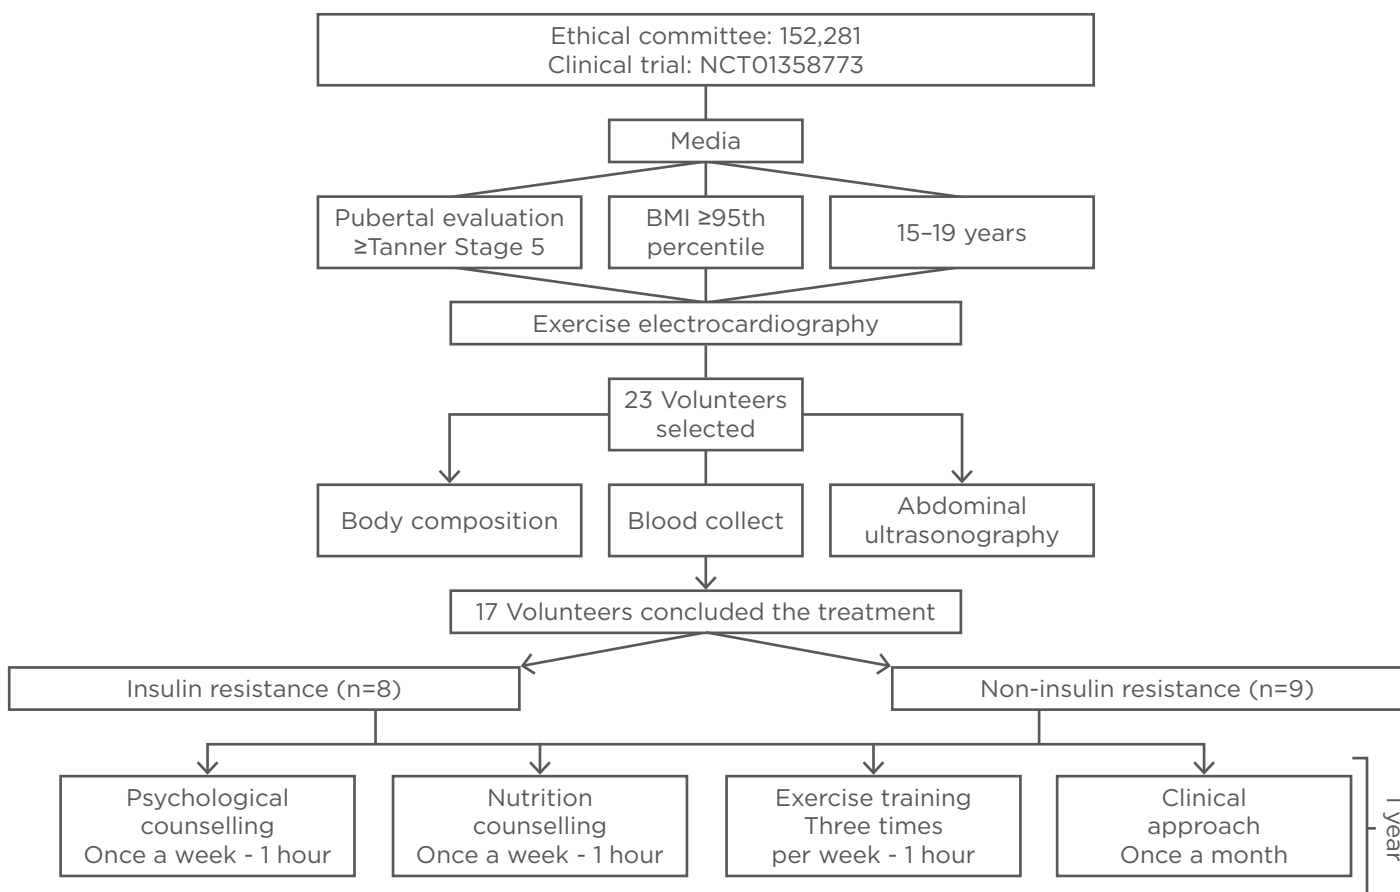 Ethical committee: 152,281
Clinical trial: NCT01358773
Media
Pubertal evaluation
≥Tanner Stage 5
BMI ≥95th
percentile
15–19 years
Exercise electrocardiography
23 Volunteers
selected
Body composition
Blood collect
Abdominal
ultrasonography
17 Volunteers concluded the treatment
Insulin resistance (n=8)
Non-insulin resistance (n=9)
Psychological
counselling
Once a week - 1 hour
Nutrition
counselling
Once a week - 1 hour
Exercise training
Three times
per week - 1 hour
Clinical
approach
Once a month
1 year